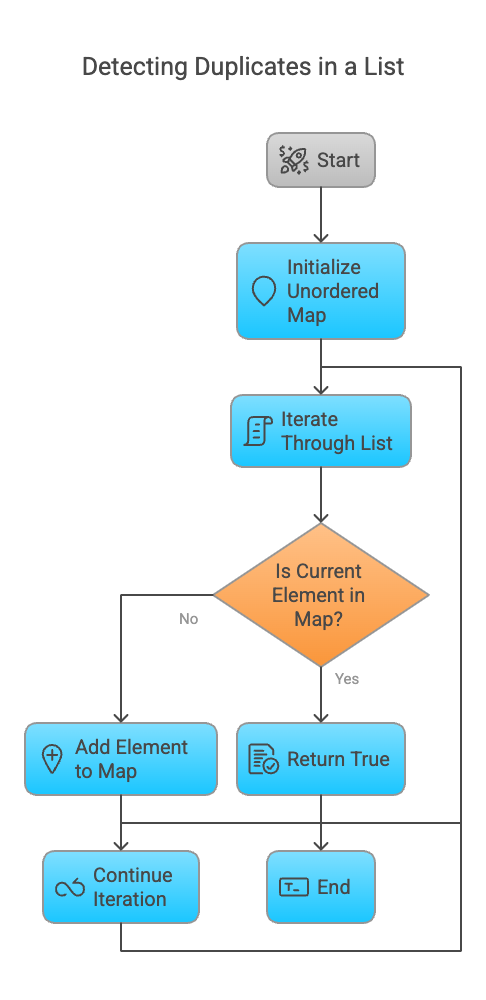 Detecting Duplicates in a List
Start
Initialize
Unordered
Map
Iterate
Through List
Is Current
Element in
Map?
No
Yes
Add Element
to Map
Return True
Continue
Iteration
End